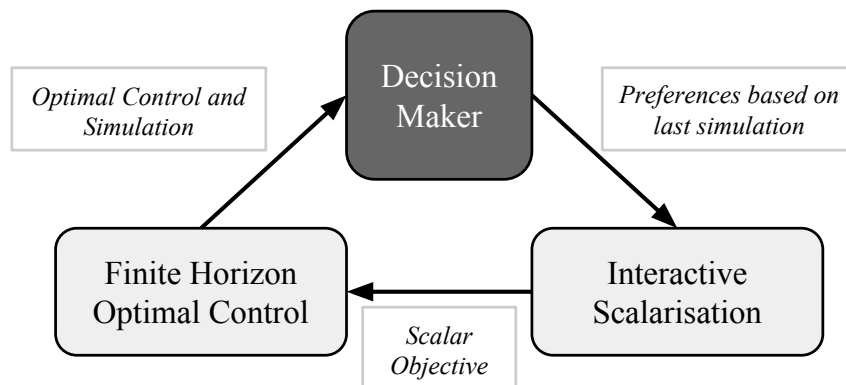 Decision
Maker
Optimal Control and
Simulation
Preferences based on
last simulation
Finite Horizon
Optimal Control
Interactive
Scalarisation
Scalar
Objective